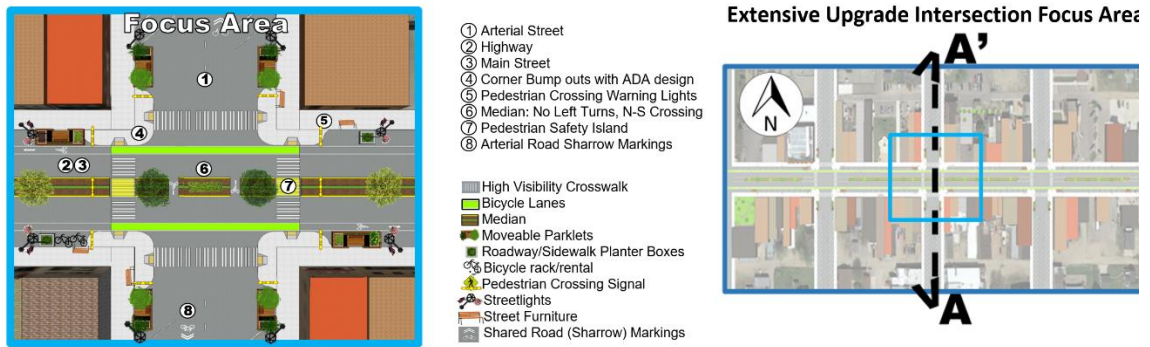 Focus Area
①
⑤
④
② ③
⑥
⑦
⑧
① Arterial Street
② Highway
③ Main Street
④ Corner Bump outs with ADA design
⑤ Pedestrian Crossing Warning Lights
⑥ Median: No Left Turns, N-S Crossing
⑦ Pedestrian Safety Island
⑧ Arterial Road Sharrow Markings
High Visibility Crosswalk
Bicycle Lanes
Median
Moveable Parklets
Roadway/Sidewalk Planter Boxes
Bicycle rack/rental
Pedestrian Crossing Signal
Streetlights
Street Furniture
Shared Road (Sharrow) Markings
Extensive Upgrade Intersection Focus Area
A'
N
A